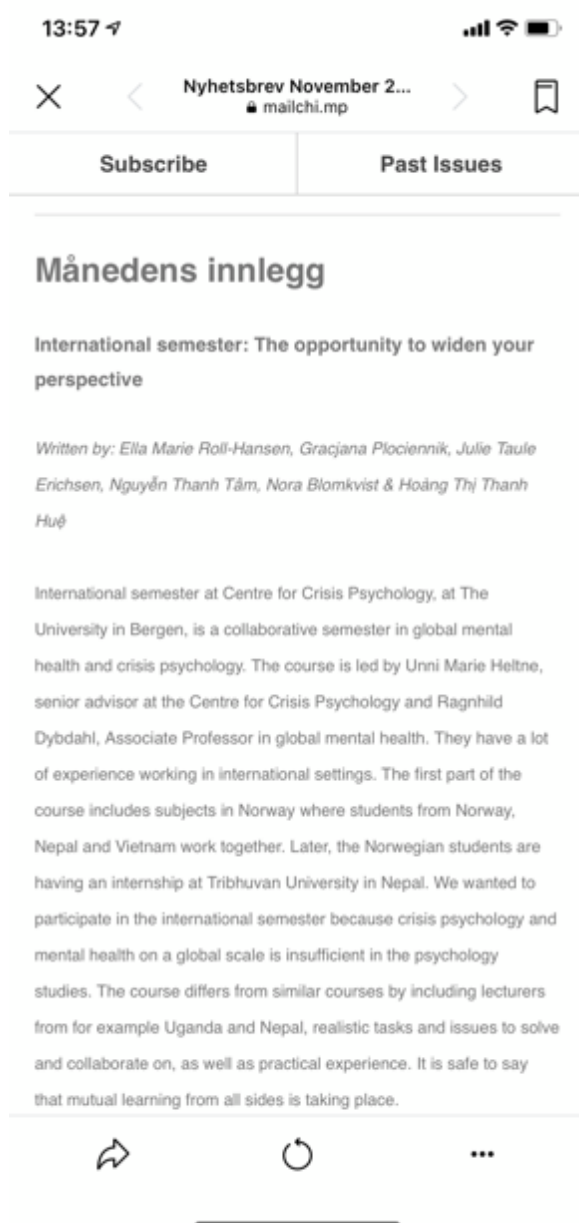 13:57
Nyhetsbrev November 2...
mailchi.mp
Subscribe
Past Issues
Månedens innlegg
International semester: The opportunity to widen your
perspective
Written by: Ella Marie Roll-Hansen, Gracjana Plociennik, Julie Taule
Erichsen, Nguyễn Thanh Tâm, Nora Blomkvist & Hoàng Thị Thanh
Huệ
International semester at Centre for Crisis Psychology, at The
University in Bergen, is a collaborative semester in global mental
health and crisis psychology. The course is led by Unni Marie Heltne,
senior advisor at the Centre for Crisis Psychology and Ragnhild
Dybdahl, Associate Professor in global mental health. They have a lot
of experience working in international settings. The first part of the
course includes subjects in Norway where students from Norway,
Nepal and Vietnam work together. Later, the Norwegian students are
having an internship at Tribhuvan University in Nepal. We wanted to
participate in the international semester because crisis psychology and
mental health on a global scale is insufficient in the psychology
studies. The course differs from similar courses by including lecturers
from for example Uganda and Nepal, realistic tasks and issues to solve
and collaborate on, as well as practical experience. It is safe to say
that mutual learning from all sides is taking place.